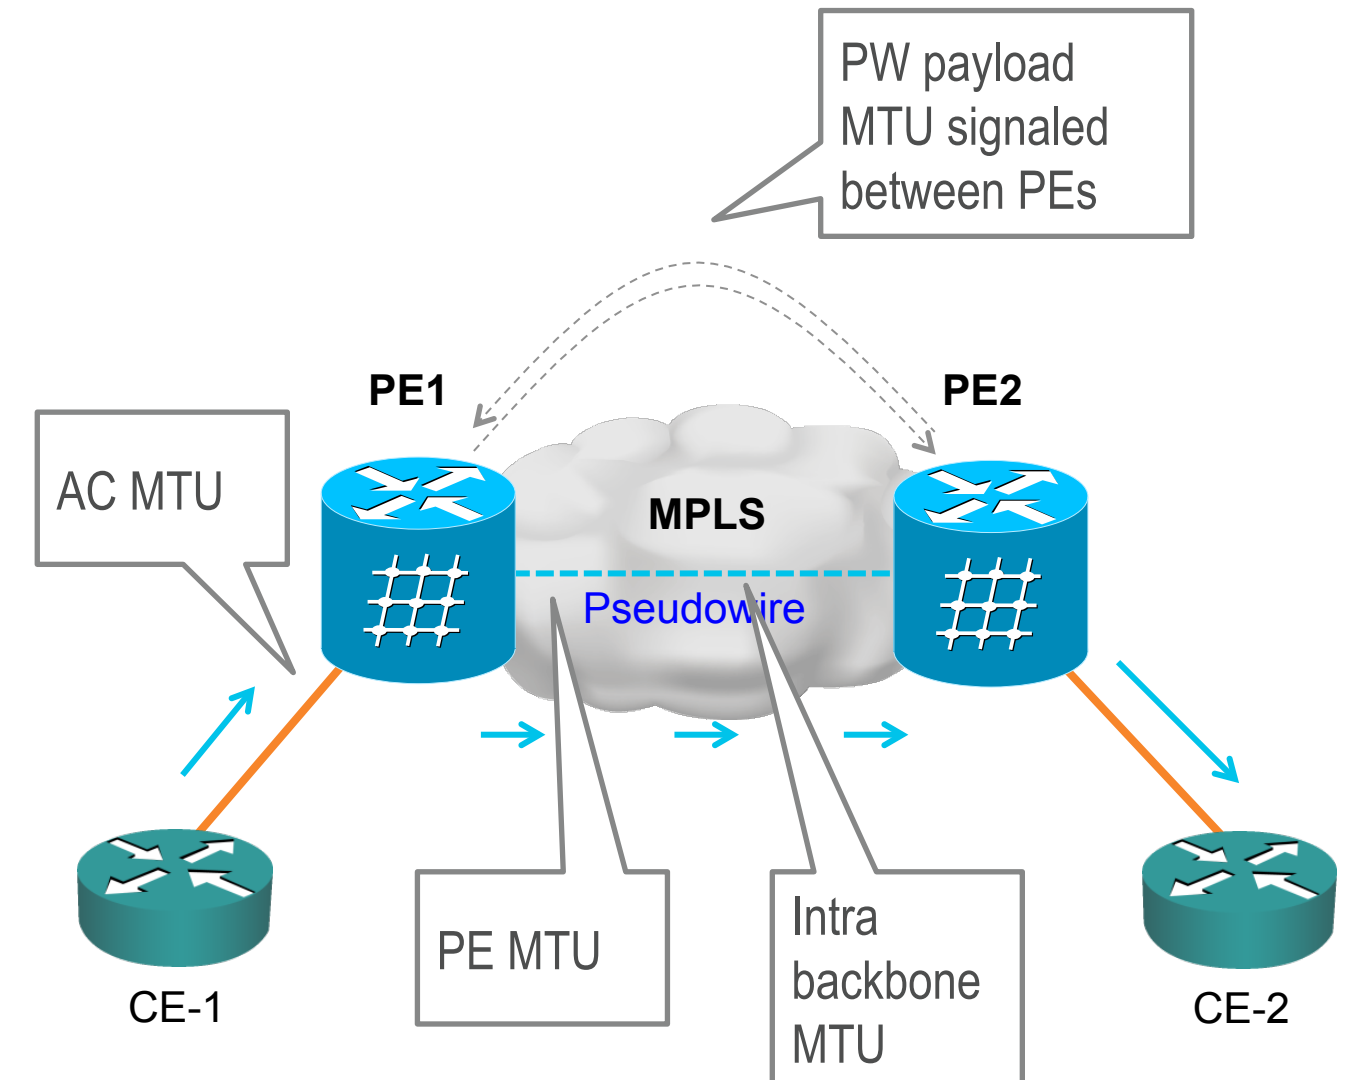 PW payload
MTU signaled
between PEs
PE1
PE2
AC MTU
MPLS
Pseudowire
PE MTU
Intra
backbone
MTU
CE-1
CE-2